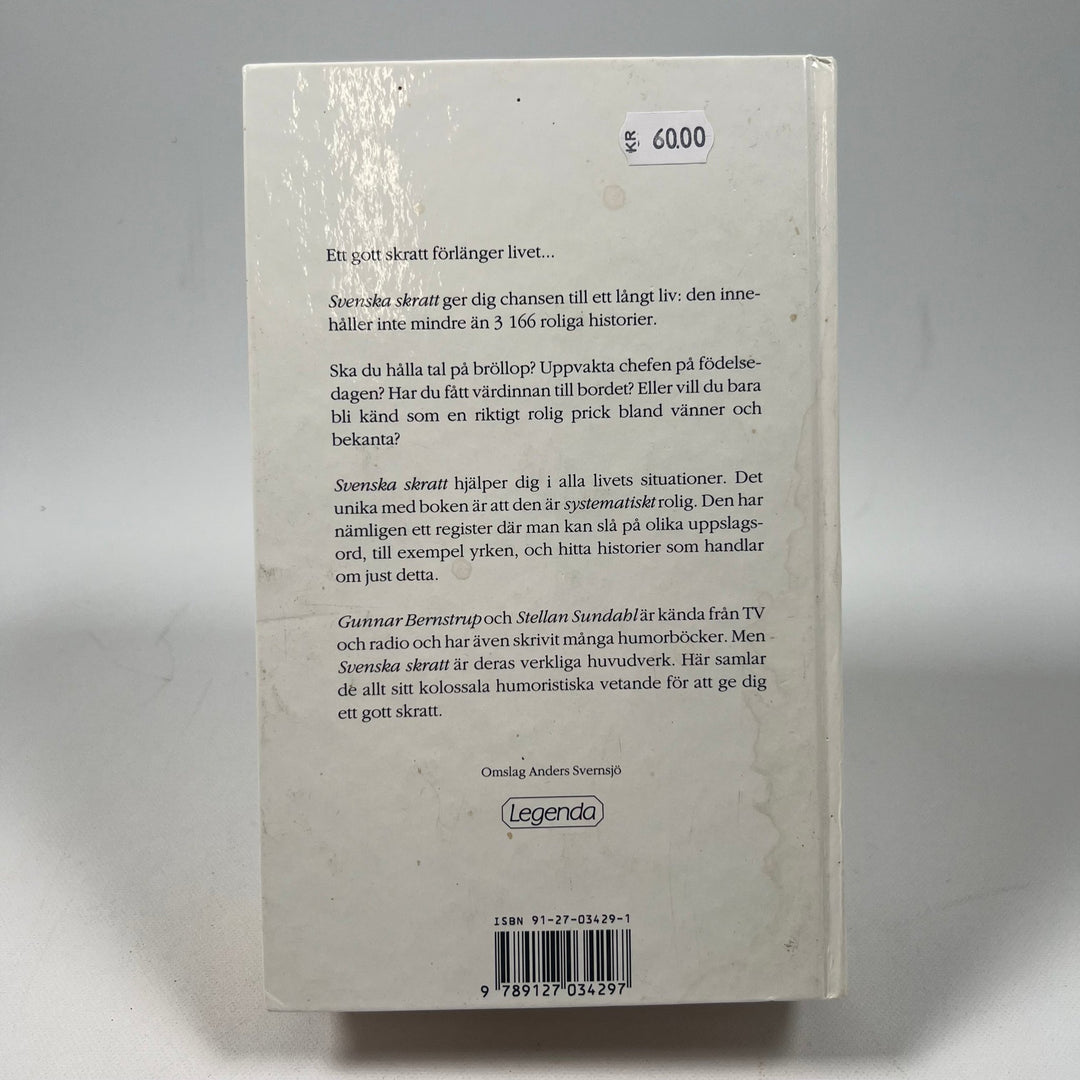 KR 60.00
Ett gott skratt förlänger livet...
Svenska skratt ger dig chansen till ett långt liv: den inne-
håller inte mindre än 3 166 roliga historier.
Ska du hålla tal på bröllop? Uppvakta chefen på födelse-
dagen? Har du fått värdinnan till bordet? Eller vill du bara
bli känd som en riktigt rolig prick bland vänner och
bekanta?
Svenska skratt hjälper dig i alla livets situationer. Det
unika med boken är att den är systematiskt rolig. Den har
nämligen ett register där man kan slå på olika uppslags-
ord, till exempel yrken, och hitta historier som handlar
om just detta.
Gunnar Bernstrup och Stellan Sundahl är kända från TV
och radio och har även skrivit många humorböcker. Men
Svenska skratt är deras verkliga huvudverk. Här samlar
de allt sitt kolossala humoristiska vetande för att ge dig
ett gott skratt.
Omslag Anders Svernsjö
Legenda
ISBN 91-27-03429-1
9 789127 034297